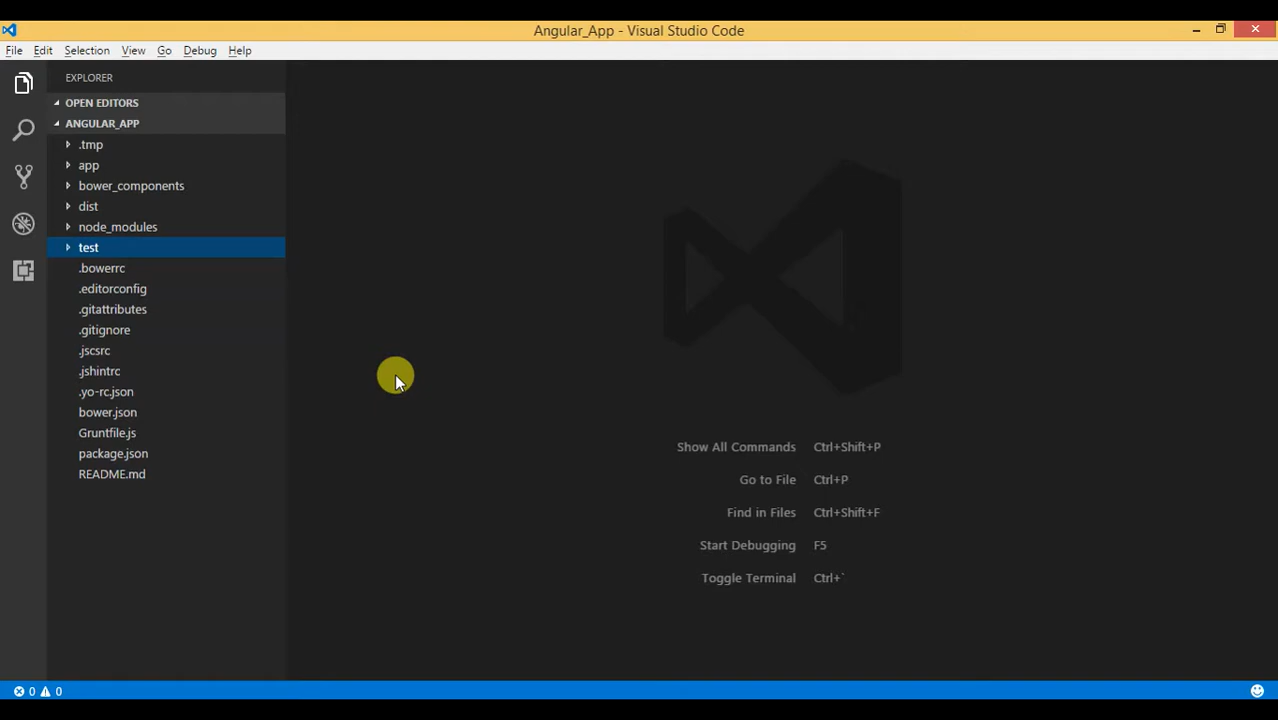 Angular_App - Visual Studio Code
File Edit Selection View Go Debug Help
EXPLORER
OPEN EDITORS
ANGULAR_APP
.tmp
app
bower_components
dist
node_modules
test
.bowerrc
.editorconfig
.gitattributes
.gitignore
.jscsrc
.jshintrc
.yo-rc.json
bower.json
Gruntfile.js
package.json
README.md
Show All Commands Ctrl+Shift+P
Go to File Ctrl+P
Find in Files Ctrl+Shift+F
Start Debugging F5
Toggle Terminal Ctrl+`
0 0